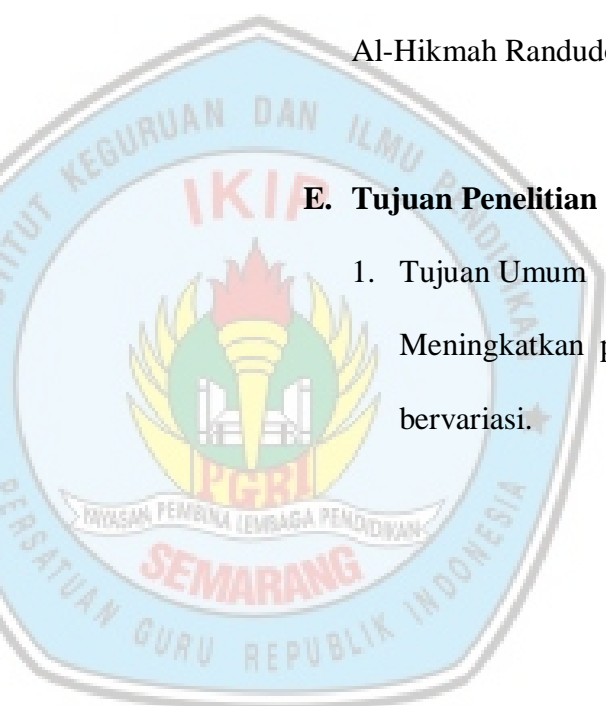 Al-Hikmah
E. Tujuan Penelitian
1. Tujuan Umum
Meningkatkan
bervariasi.
KEGURUAN DAN ILMU
IKIP
PGRI
YAYASAN PEMBINA LEMBAGA PENDIDIKAN
SEMARANG
PERSATUAN GURU REPUBLIK INDONESIA